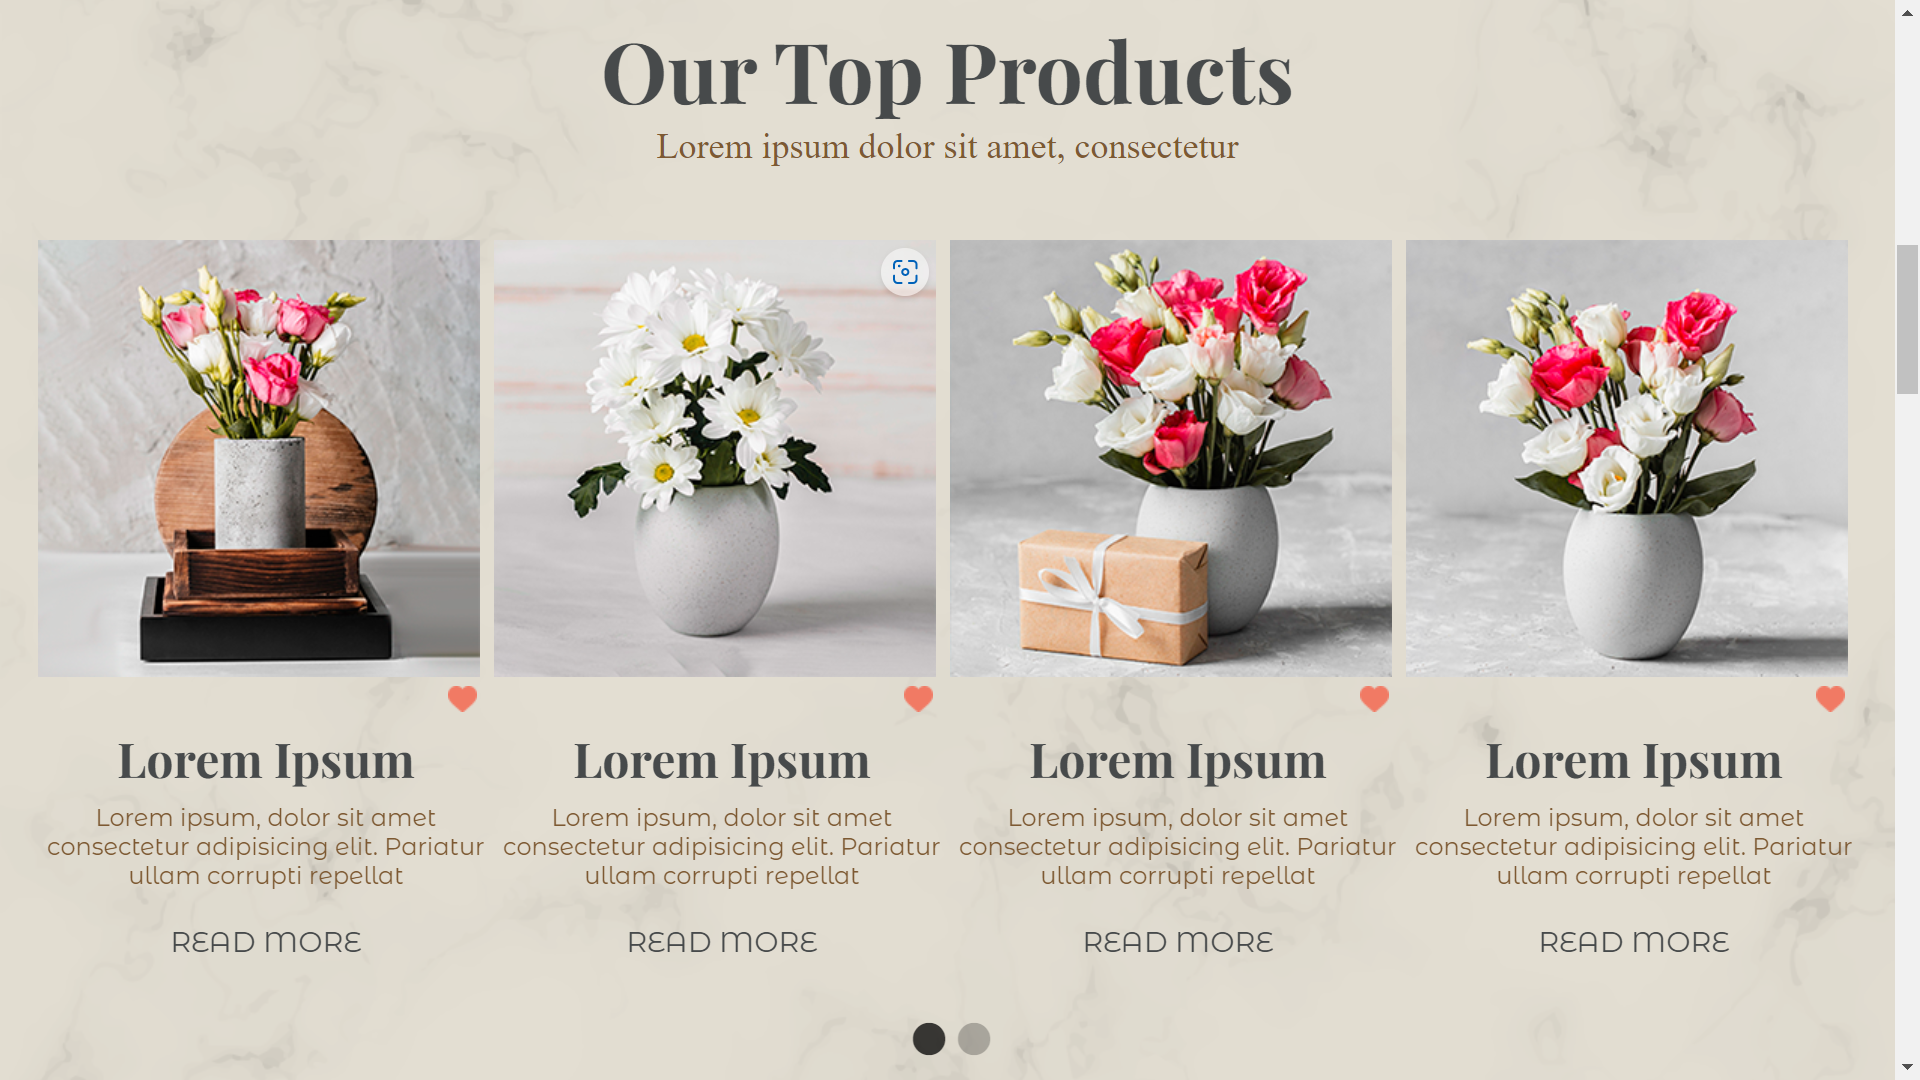 Our Top Products
Lorem ipsum dolor sit amet, consectetur
Lorem Ipsum
Lorem ipsum, dolor sit amet
consectetur adipisicing elit. Pariatur
ullam corrupti repellat
READ MORE
Lorem Ipsum
Lorem ipsum, dolor sit amet
consectetur adipisicing elit. Pariatur
ullam corrupti repellat
READ MORE
Lorem Ipsum
Lorem ipsum, dolor sit amet
consectetur adipisicing elit. Pariatur
ullam corrupti repellat
READ MORE
Lorem Ipsum
Lorem ipsum, dolor sit amet
consectetur adipisicing elit. Pariatur
ullam corrupti repellat
READ MORE